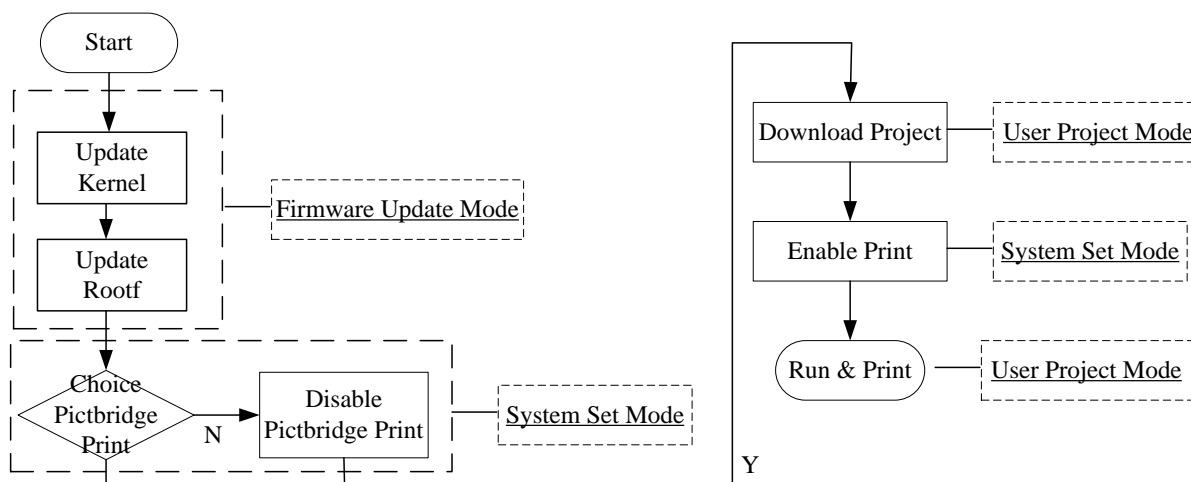 Start
Update
Kernel
Update
Rootf
Firmware Update Mode
Choice
Pictbridge
Print
N
Disable
Pictbridge Print
System Set Mode
Download Project
User Project Mode
Enable Print
System Set Mode
Run & Print
User Project Mode
Y